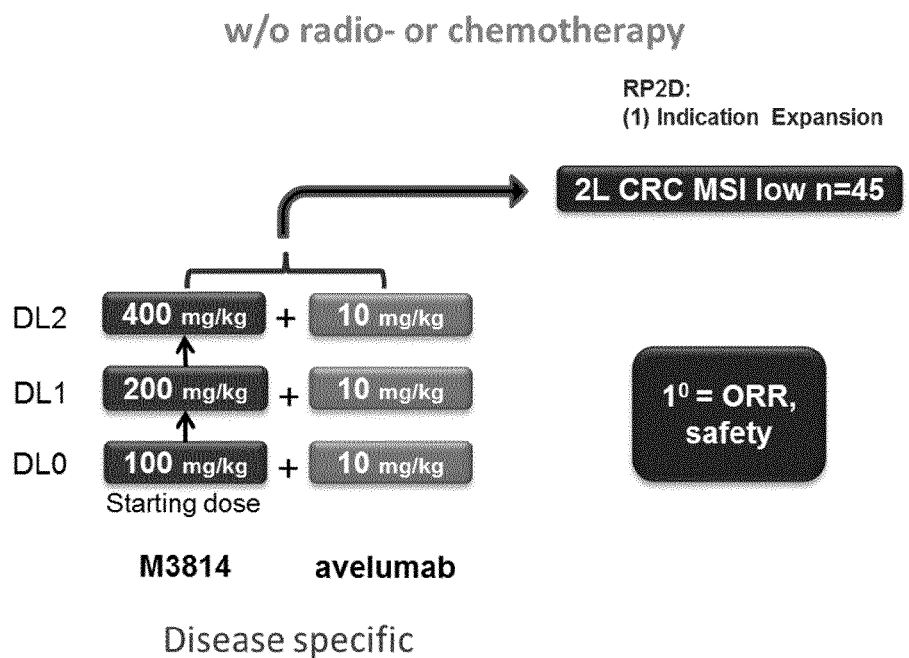 w/o radio- or chemotherapy
RP2D:
(1) Indication Expansion
2L CRC MSI low n=45
DL2 400 mg/kg + 10 mg/kg
DL1 200 mg/kg + 10 mg/kg
DL0 100 mg/kg + 10 mg/kg
Starting dose
1⁰ = ORR,
safety
M3814 avelumab
Disease specific